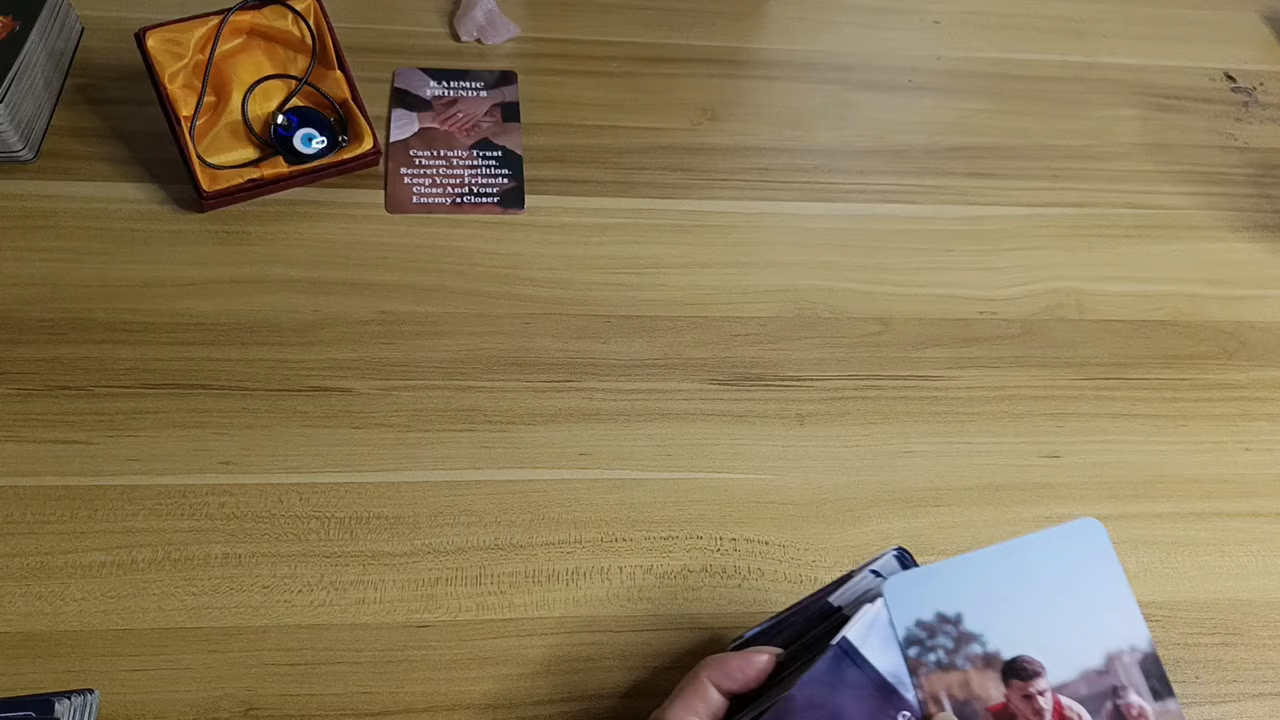 KARMIC
FRIEND'S
Can't Fully Trust
Them, Tension,
Secret Competition.
Keep Your Friends
Close And Your
Enemy's Closer